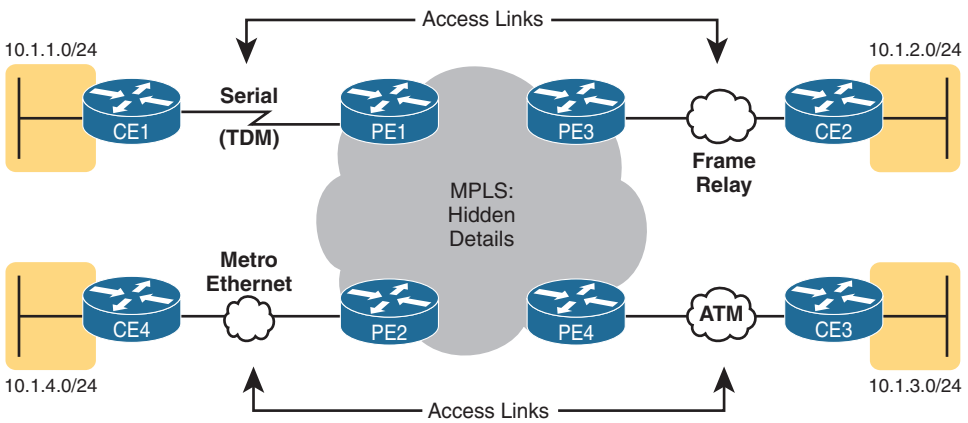 Access Links
10.1.1.0/24
10.1.2.0/24
Serial
(TDM)
CE1
PE1
PE3
CE2
Frame
Relay
MPLS:
Hidden
Details
Metro
Ethernet
CE4
PE2
PE4
ATM
CE3
10.1.4.0/24
10.1.3.0/24
Access Links